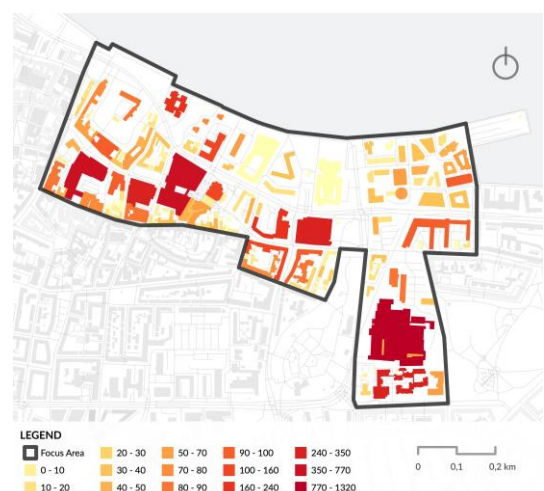 LEGEND
Focus Area 20 - 30 50 - 70 90 - 100 240 - 350
0 - 10 30 - 40 70 - 80 100 - 160 350 - 770
10 - 20 40 - 50 80 - 90 160 - 240 770 - 1320
0 0,1 0,2 km